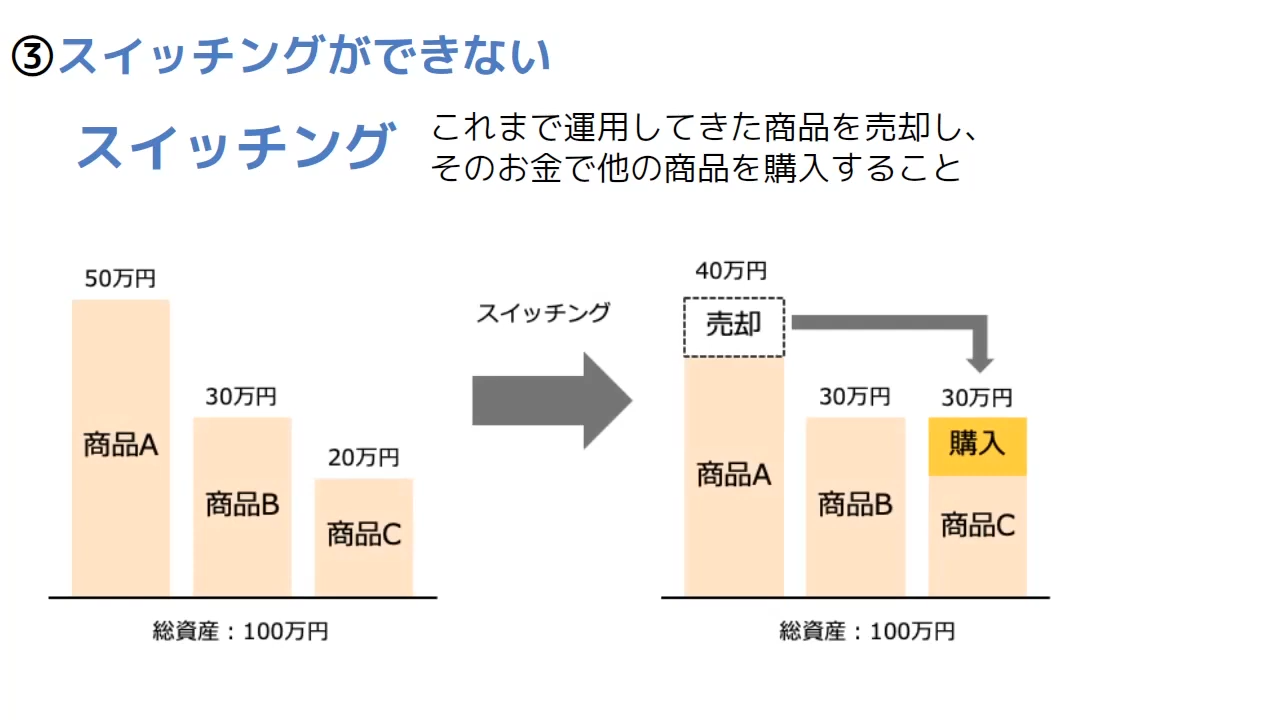 ③スイッチングができない
スイッチング
これまで運用してきた商品を売却し、
そのお金で他の商品を購入すること
50万円
商品A
30万円
商品B
20万円
商品C
総資産：100万円
スイッチング
40万円
売却
商品A
30万円
商品B
30万円
購入
商品C
総資産：100万円